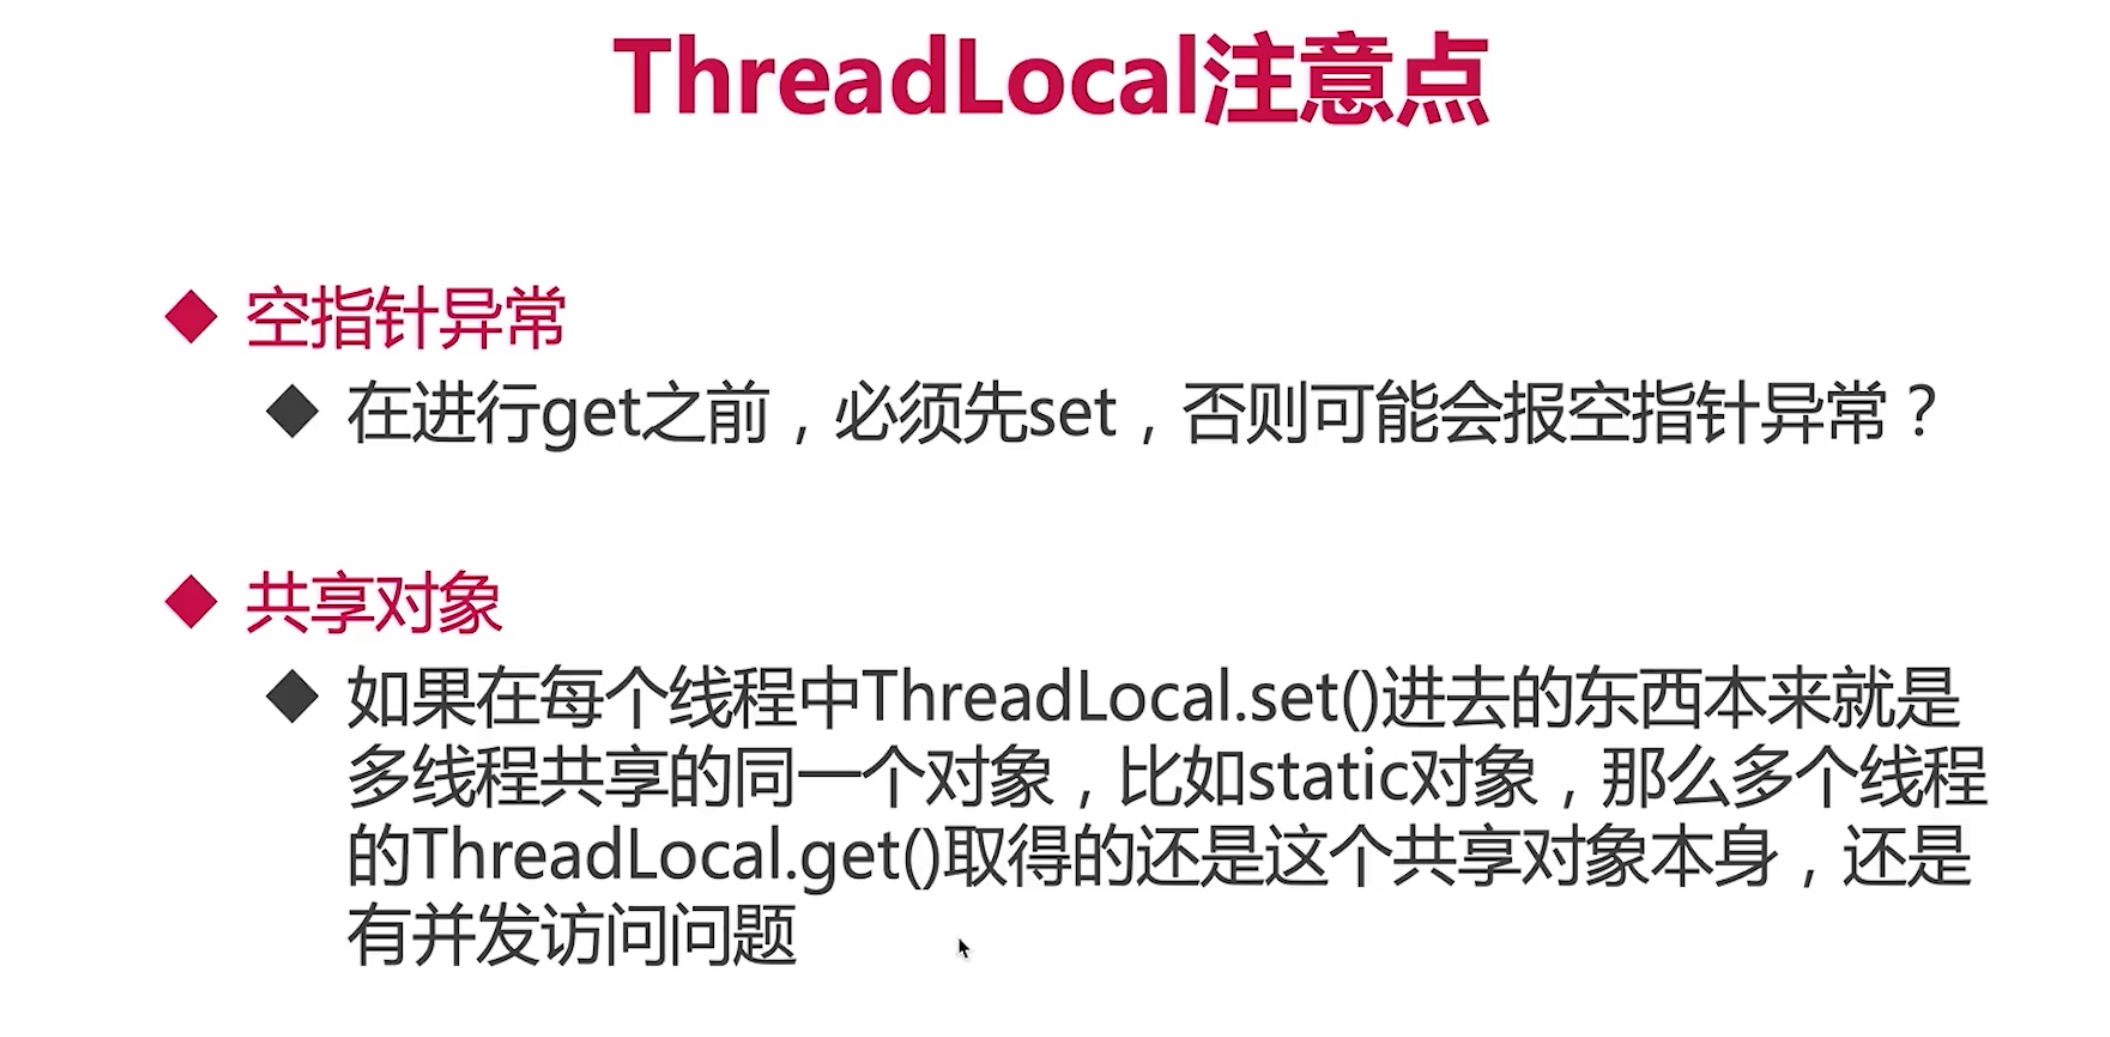 ThreadLocal注意点
空指针异常
在进行get之前，必须先set，否则可能会报空指针异常？
共享对象
如果在每个线程中ThreadLocal.set()进去的东西本来就是
多线程共享的同一个对象，比如static对象，那么多个线程
的ThreadLocal.get()取得的还是这个共享对象本身，还是
有并发访问问题